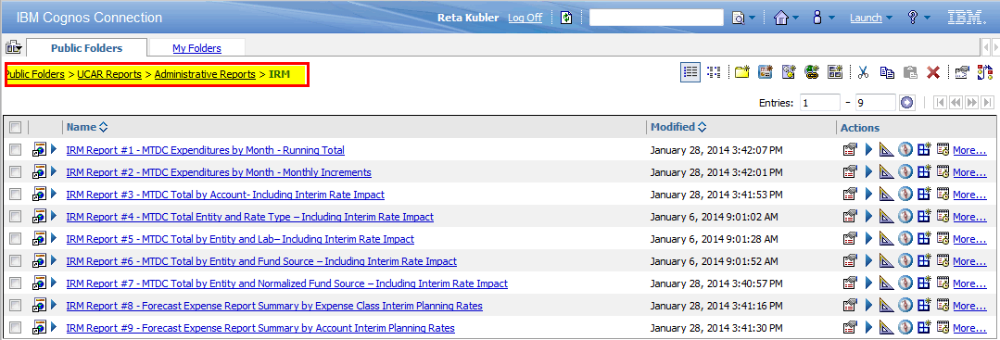 IBM Cognos Connection Reta Kubler Log Off Launch IBM
Public Folders My Folders
Public Folders > UCAR Reports > Administrative Reports > IRM
Entries: 1 - 9
Name Modified Actions
IRM Report #1 - MTDC Expenditures by Month - Running Total January 28, 2014 3:42:07 PM More...
IRM Report #2 - MTDC Expenditures by Month - Monthly Increments January 28, 2014 3:42:01 PM More...
IRM Report #3 - MTDC Total by Account- Including Interim Rate Impact January 28, 2014 3:41:53 PM More...
IRM Report #4 - MTDC Total Entity and Rate Type – Including Interim Rate Impact January 6, 2014 9:01:02 AM More...
IRM Report #5 - MTDC Total by Entity and Lab– Including Interim Rate Impact January 6, 2014 9:01:28 AM More...
IRM Report #6 - MTDC Total by Entity and Fund Source – Including Interim Rate Impact January 6, 2014 9:01:52 AM More...
IRM Report #7 - MTDC Total by Entity and Normalized Fund Source – Including Interim Rate Impact January 28, 2014 3:40:57 PM More...
IRM Report #8 - Forecast Expense Report Summary by Expense Class Interim Planning Rates January 28, 2014 3:41:16 PM More...
IRM Report #9 - Forecast Expense Report Summary by Account Interim Planning Rates January 28, 2014 3:41:30 PM More...